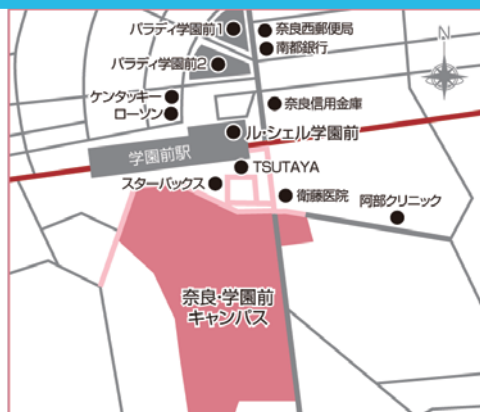 パラディ学園前1
奈良西郵便局
N
南都銀行
パラディ学園前2
ケンタッキー
奈良信用金庫
ローソン
ル・シェル学園前
学園前駅
TSUTAYA
スターバックス
衛藤医院
阿部クリニック
奈良・学園前
キャンパス